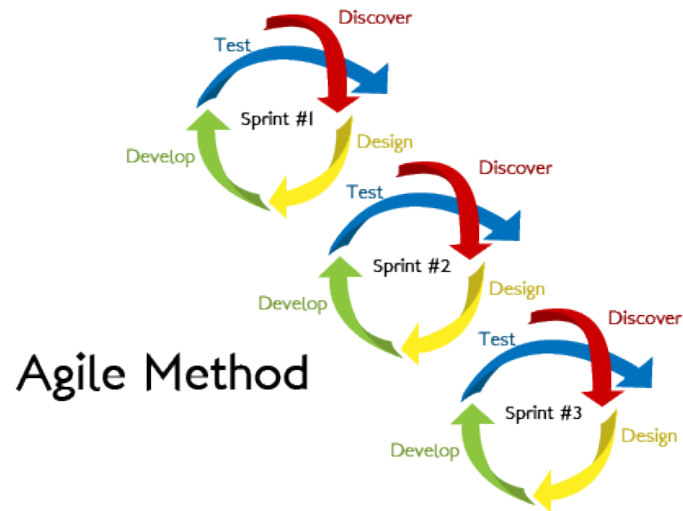 Discover
Test
Sprint #1
Develop
Design
Discover
Test
Sprint #2
Develop
Design
Discover
Test
Agile Method
Sprint #3
Develop
Design